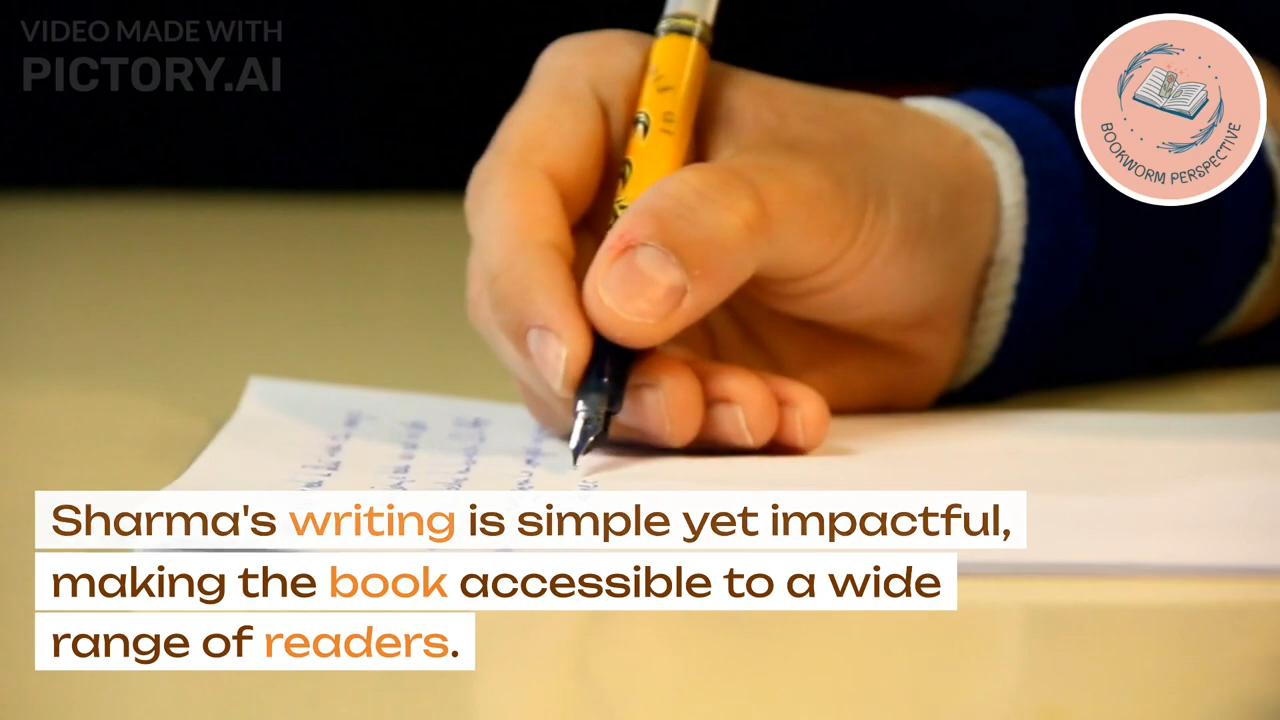 VIDEO MADE WITH
PICTORY.AI
BOOKWORM PERSPECTIVE
Sharma's writing is simple yet impactful,
making the book accessible to a wide
range of readers.